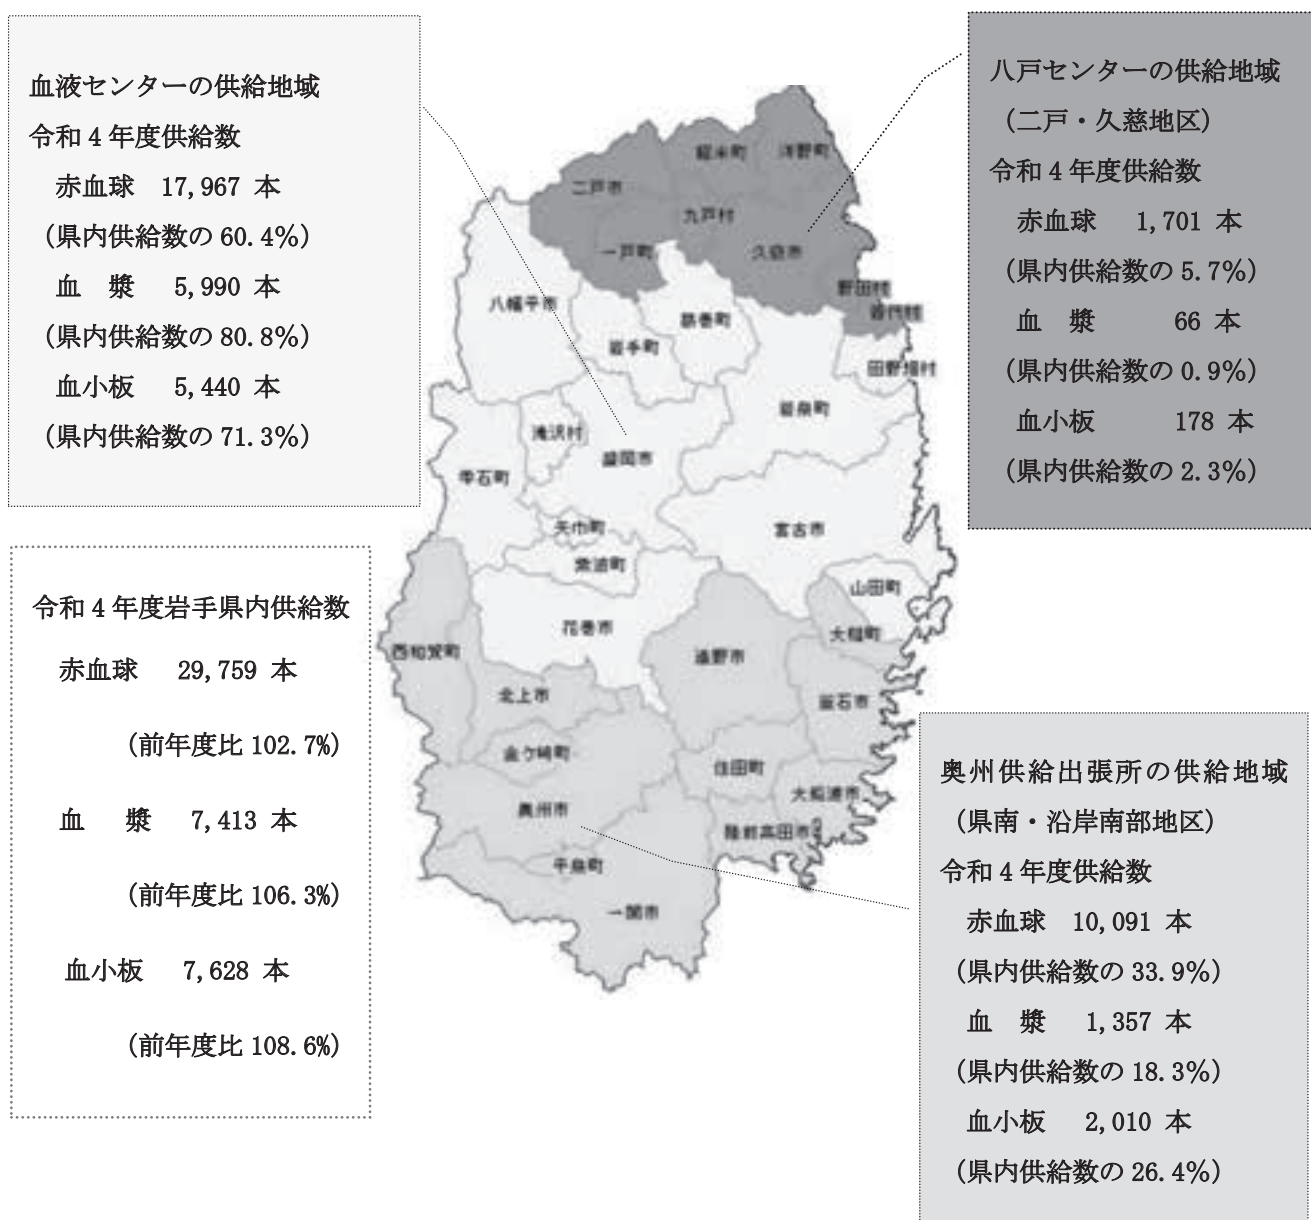 血液センターの供給地域
令和4年度供給数
赤血球 17,967 本
(県内供給数の 60.4%)
血 漿 5,990 本
(県内供給数の 80.8%)
血小板 5,440 本
(県内供給数の 71.3%)
八戸センターの供給地域
(二戸・久慈地区)
令和4年度供給数
赤血球 1,701 本
(県内供給数の 5.7%)
血 漿 66 本
(県内供給数の 0.9%)
血小板 178 本
(県内供給数の 2.3%)
令和4年度岩手県内供給数
赤血球 29,759 本
(前年度比 102.7%)
血 漿 7,413 本
(前年度比 106.3%)
血小板 7,628 本
(前年度比 108.6%)
奥州供給出張所の供給地域
(県南・沿岸南部地区)
令和4年度供給数
赤血球 10,091 本
(県内供給数の 33.9%)
血 漿 1,357 本
(県内供給数の 18.3%)
血小板 2,010 本
(県内供給数の 26.4%)
軽米町
洋野町
二戸市
九戸村
一戸町
久慈市
野田村
普代村
八幡平市
葛巻町
岩手町
田野畑村
岩泉町
滝沢村
盛岡市
雫石町
矢巾町
宮古市
紫波町
山田町
花巻市
大槌町
西和賀町
遠野市
北上市
釜石市
金ケ崎町
住田町
大船渡市
奥州市
陸前高田市
平泉町
一関市